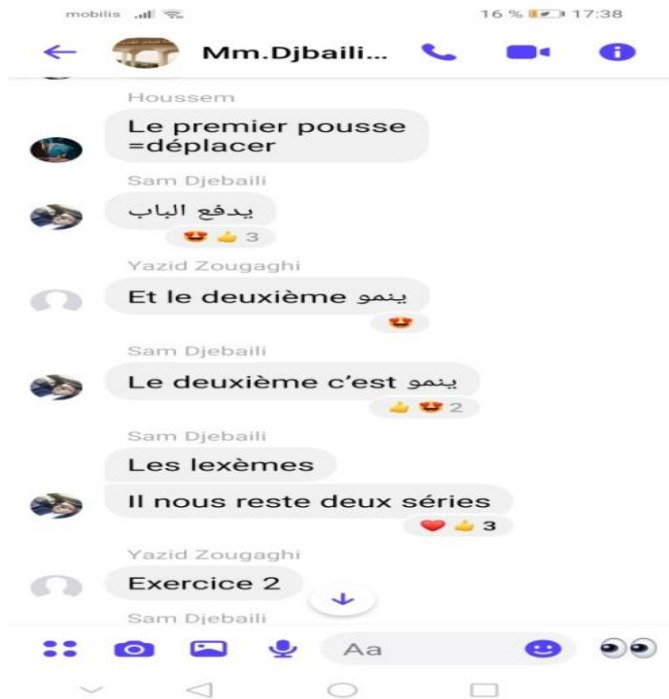 mobilis 16 % 17:38
Mm.Djbaili...
Houssem
Le premier pousse
=déplacer
Sam Djebaili
يدفع الباب
3
Yazid Zougaghi
Et le deuxième ينمو
Sam Djebaili
Le deuxième c'est ينمو
2
Sam Djebaili
Les lexèmes
Il nous reste deux séries
3
Yazid Zougaghi
Exercice 2
Sam Djebaili
Aa